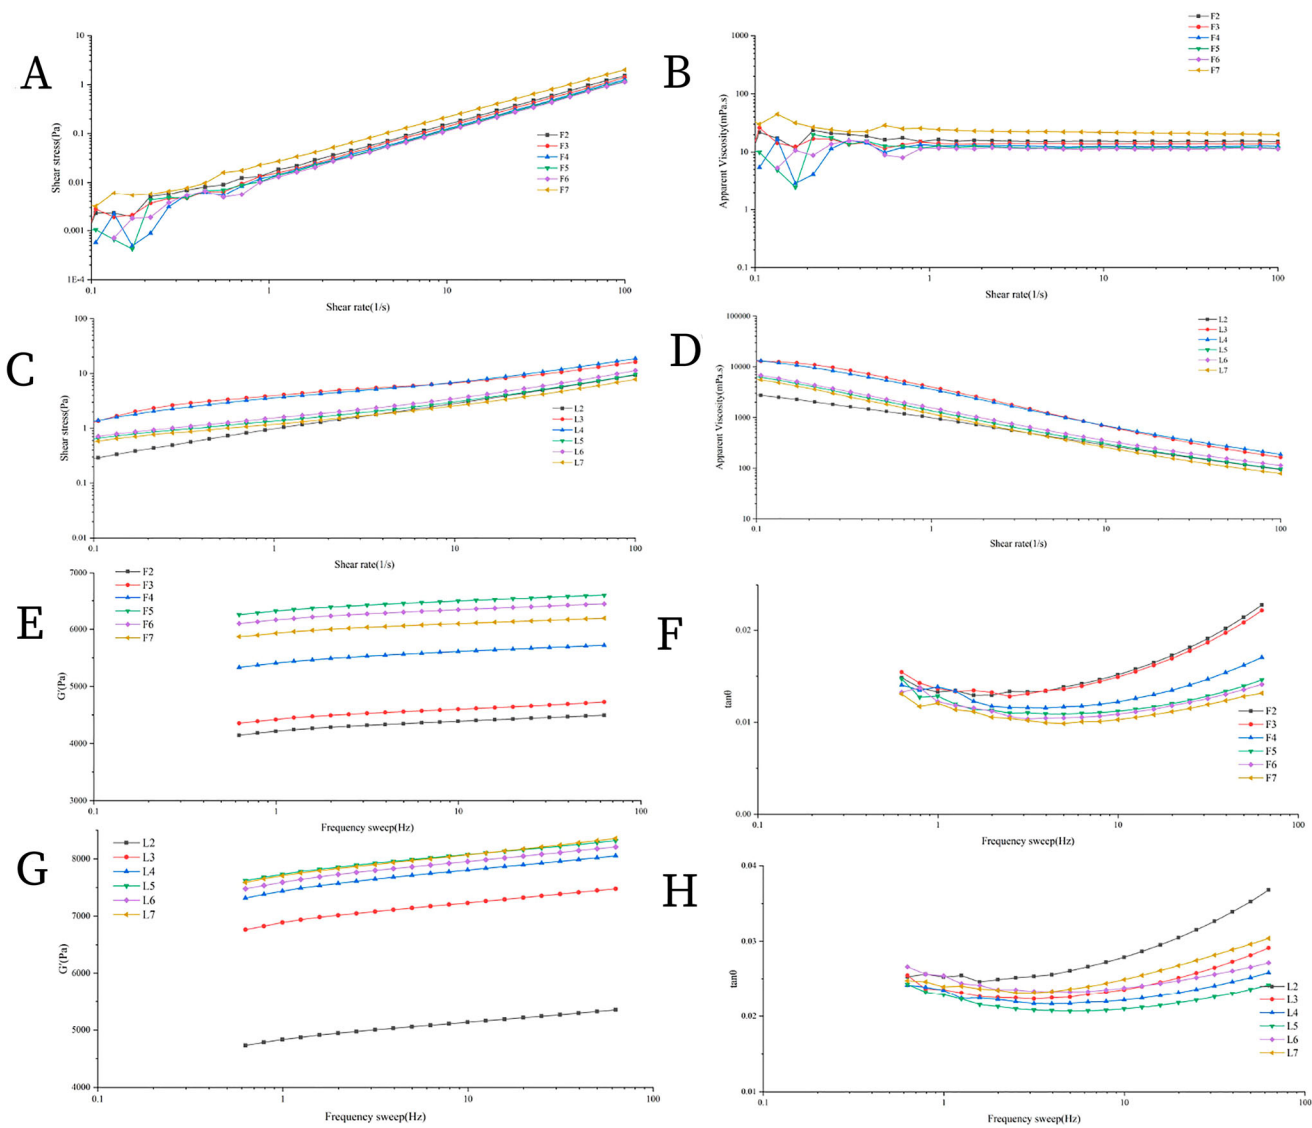 A
10
1
0.1
0.01
0.001
1E-4
Shear stress(Pa)
0.1
1
10
100
Shear rate(1/s)
F2
F3
F4
F5
F6
F7
B
F2
F3
F4
F5
F6
F7
1000
100
10
1
0.1
Apparent Viscosity(mPa.s)
0.1
1
10
100
Shear rate(1/s)
C
100
10
1
0.1
0.01
Shear stress(Pa)
0.1
1
10
100
Shear rate(1/s)
L2
L3
L4
L5
L6
L7
D
L2
L3
L4
L5
L6
L7
100000
10000
1000
100
10
Apparent Viscosity(mPa.s)
0.1
1
10
100
Shear rate(1/s)
E
F2
F3
F4
F5
F6
F7
7000
6000
5000
4000
3000
G'(Pa)
0.1
1
10
100
Frequency sweep(Hz)
F
0.02
0.01
0.00
tanθ
0.1
1
10
100
Frequency sweep(Hz)
F2
F3
F4
F5
F6
F7
G
L2
L3
L4
L5
L6
L7
8000
7000
6000
5000
4000
G'(Pa)
0.1
1
10
100
Frequency sweep(Hz)
H
0.04
0.03
0.02
0.01
tanθ
0.1
1
10
100
Frequency sweep(Hz)
L2
L3
L4
L5
L6
L7